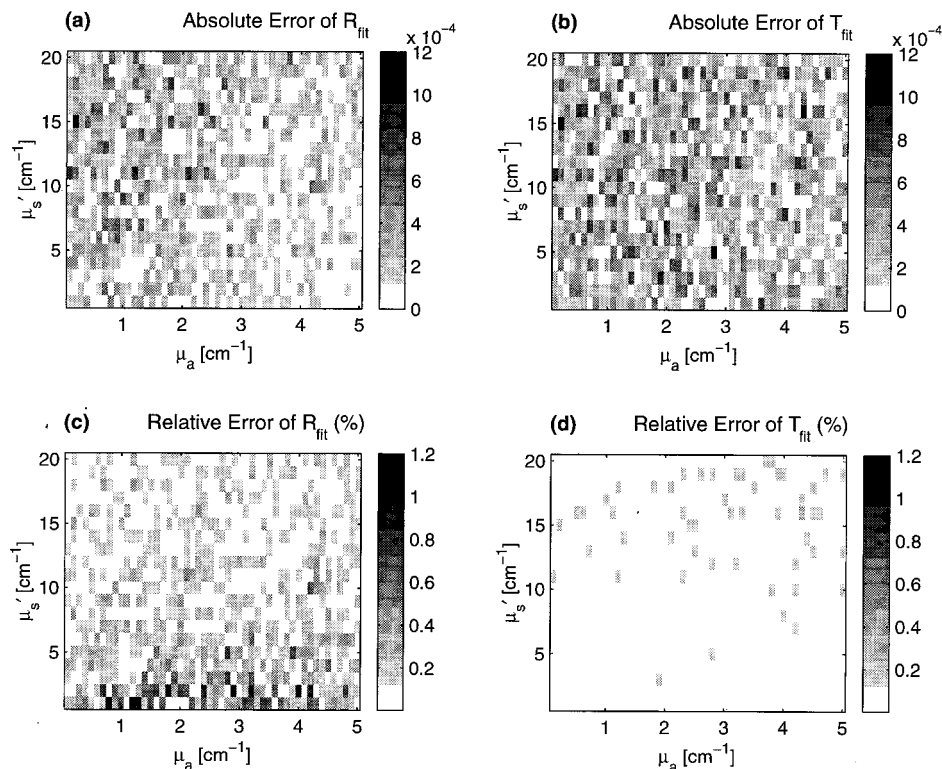 (a) Absolute Error of R_fit
x 10⁻⁴
20
15
10
5
μ_s′ [cm⁻¹]
1 2 3 4 5
μ_a [cm⁻¹]
12
10
8
6
4
2
0
(b) Absolute Error of T_fit
x 10⁻⁴
20
15
10
5
μ_s′ [cm⁻¹]
1 2 3 4 5
μ_a [cm⁻¹]
12
10
8
6
4
2
0
(c) Relative Error of R_fit (%)
20
15
10
5
μ_s′ [cm⁻¹]
1 2 3 4 5
μ_a [cm⁻¹]
1.2
1
0.8
0.6
0.4
0.2
(d) Relative Error of T_fit (%)
20
15
10
5
μ_s′ [cm⁻¹]
1 2 3 4 5
μ_a [cm⁻¹]
1.2
1
0.8
0.6
0.4
0.2